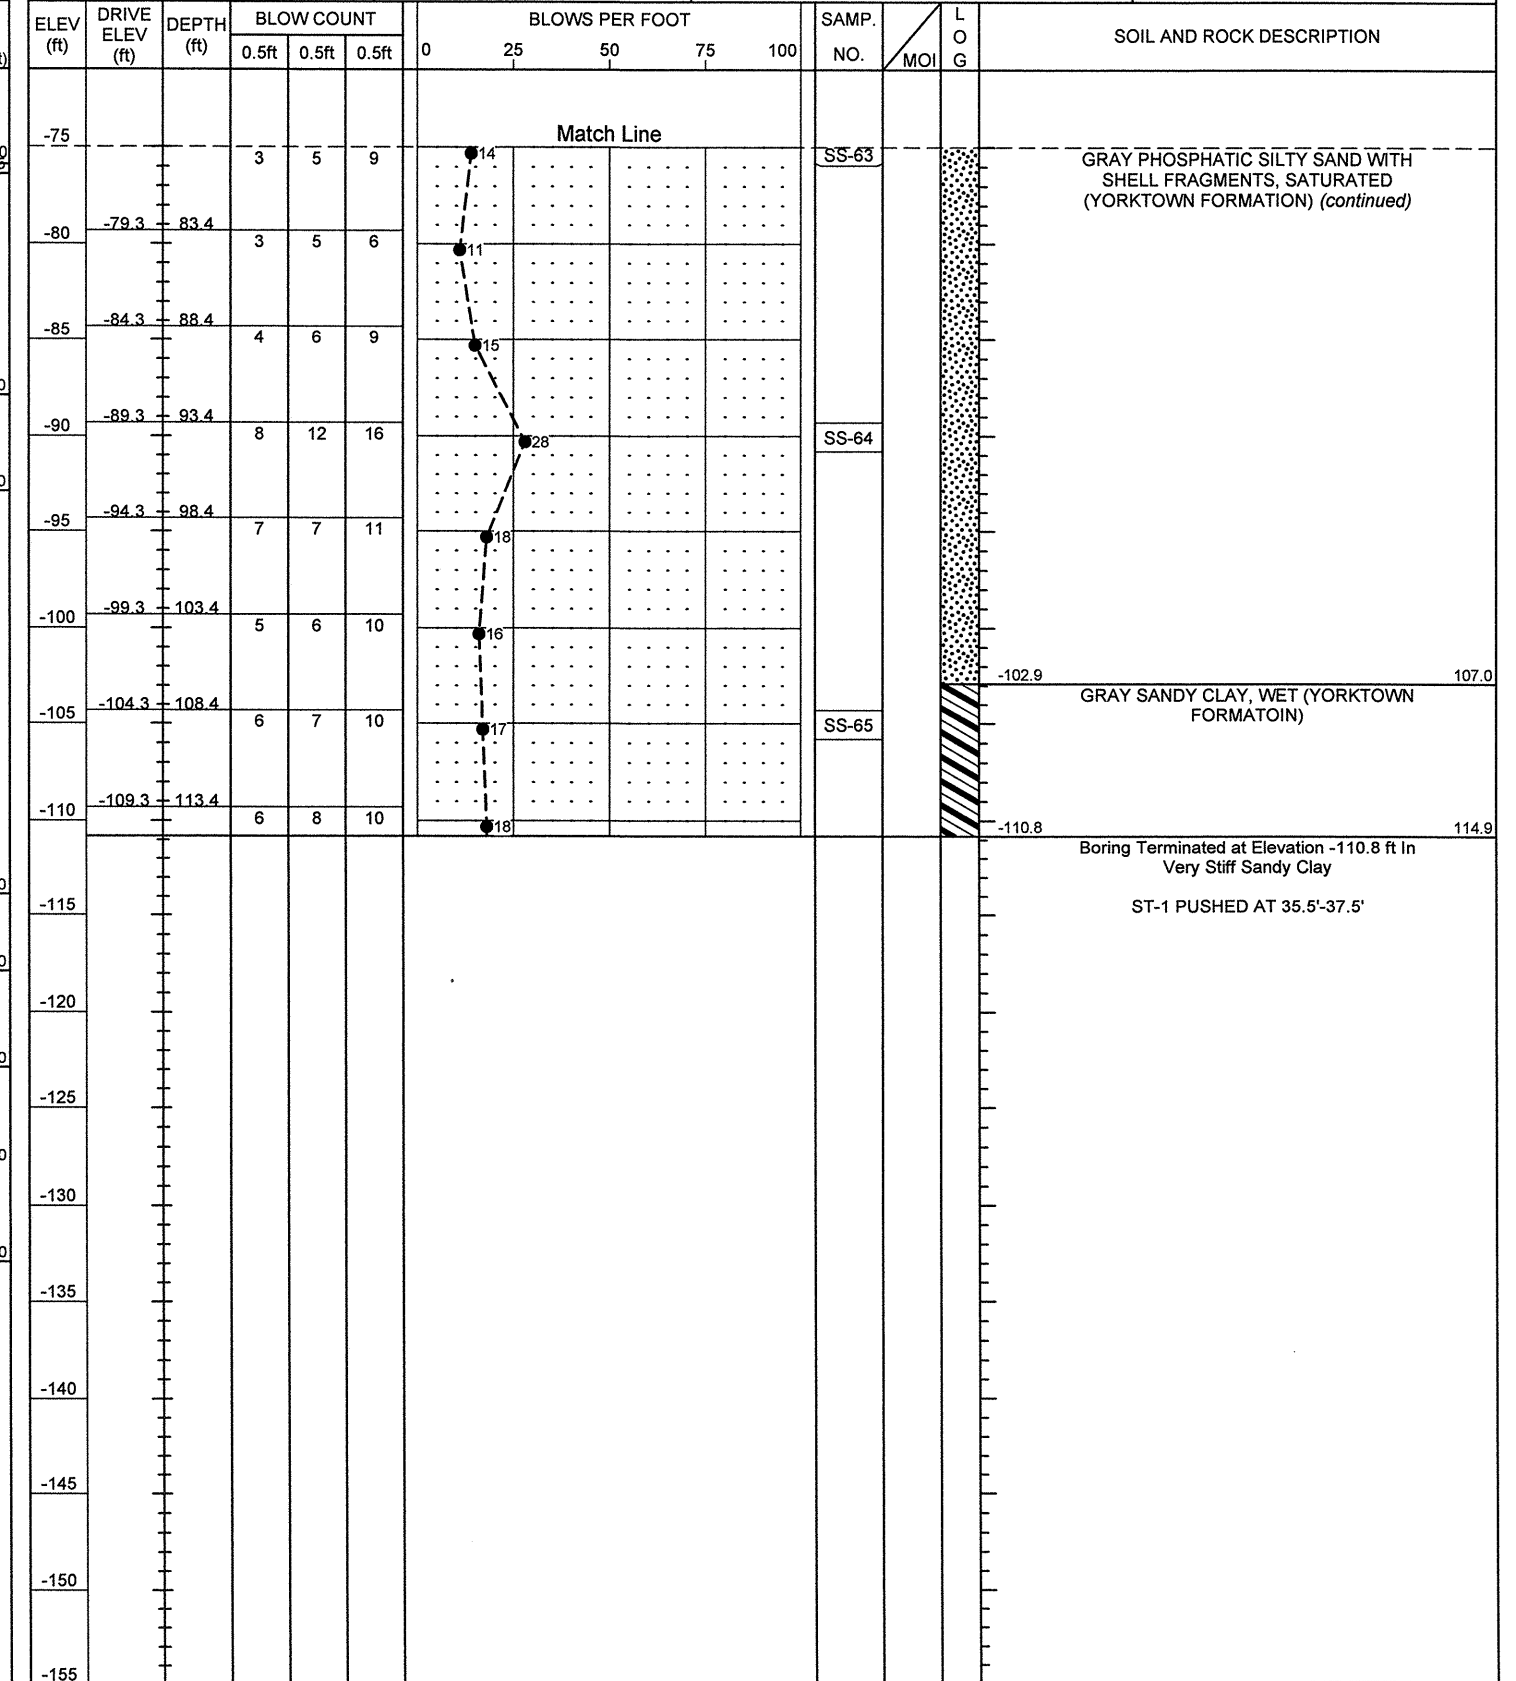 ELEV (ft) DRIVE ELEV (ft) DEPTH (ft) BLOW COUNT BLOWS PER FOOT SAMP. NO. MOI LOG SOIL AND ROCK DESCRIPTION
0.5ft 0.5ft 0.5ft 0 25 50 75 100
Match Line
-75
3 5 9 14 SS-63
GRAY PHOSPHATIC SILTY SAND WITH
SHELL FRAGMENTS, SATURATED
(YORKTOWN FORMATION) (continued)
-79.3 83.4
-80 3 5 6 11
-84.3 88.4
-85 4 6 9 15
-89.3 93.4
-90 8 12 16 28 SS-64
-94.3 98.4
-95 7 7 11 18
-99.3 103.4
-100 5 6 10 16
-102.9 107.0
GRAY SANDY CLAY, WET (YORKTOWN
FORMATOIN)
-104.3 108.4
-105 6 7 10 17 SS-65
-109.3 113.4
-110 6 8 10 18
-110.8 114.9
Boring Terminated at Elevation -110.8 ft In
Very Stiff Sandy Clay
ST-1 PUSHED AT 35.5'-37.5'
-115
-120
-125
-130
-135
-140
-145
-150
-155